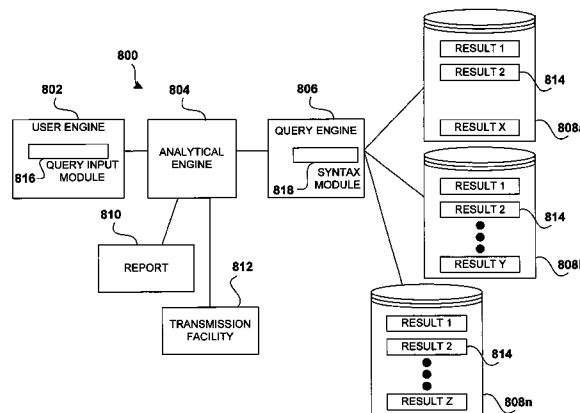 800
802
USER ENGINE
QUERY INPUT
816
MODULE
804
ANALYTICAL
ENGINE
806
QUERY ENGINE
818
SYNTAX
MODULE
810
REPORT
812
TRANSMISSION
FACILITY
RESULT 1
RESULT 2
814
RESULT X
808a
RESULT 1
RESULT 2
814
RESULT Y
RESULT 1
RESULT 2
814
RESULT Z
808n